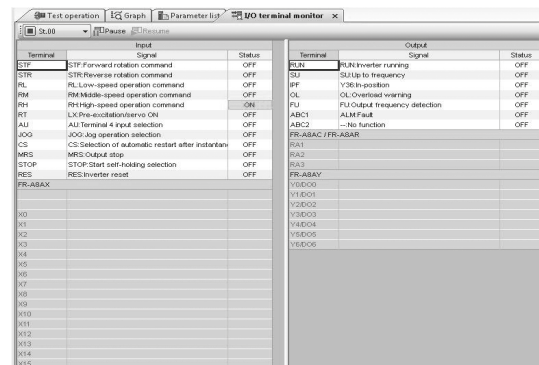 Test operation Graph Parameter list I/O terminal monitor ×
St.00 Pause Resume
Input
Terminal Signal Status
STF STF:Forward rotation command OFF
STR STR:Reverse rotation command OFF
RL RL:Low-speed operation command OFF
RM RM:Middle-speed operation command OFF
RH RH:High-speed operation command ON
RT LX:Pre-excitation/servo ON OFF
AU AU:Terminal 4 input selection OFF
JOG JOG:Jog operation selection OFF
CS CS:Selection of automatic restart after instantan OFF
MRS MRS:Output stop OFF
STOP STOP:Start self-holding selection OFF
RES RES:Inverter reset OFF
FR-A8AX
X0
X1
X2
X3
X4
X5
X6
X7
X8
X9
X10
X11
X12
X13
X14
X15
Output
Terminal Signal Status
RUN RUN:Inverter running OFF
SU SU:Up to frequency OFF
IPF Y36:In-position OFF
OL OL:Overload warning OFF
FU FU:Output frequency detection OFF
ABC1 ALM:Fault OFF
ABC2 --:No function OFF
FR-A8AC / FR-A8AR
RA1
RA2
RA3
FR-A8AY
Y0/DO0
Y1/DO1
Y2/DO2
Y3/DO3
Y4/DO4
Y5/DO5
Y6/DO6